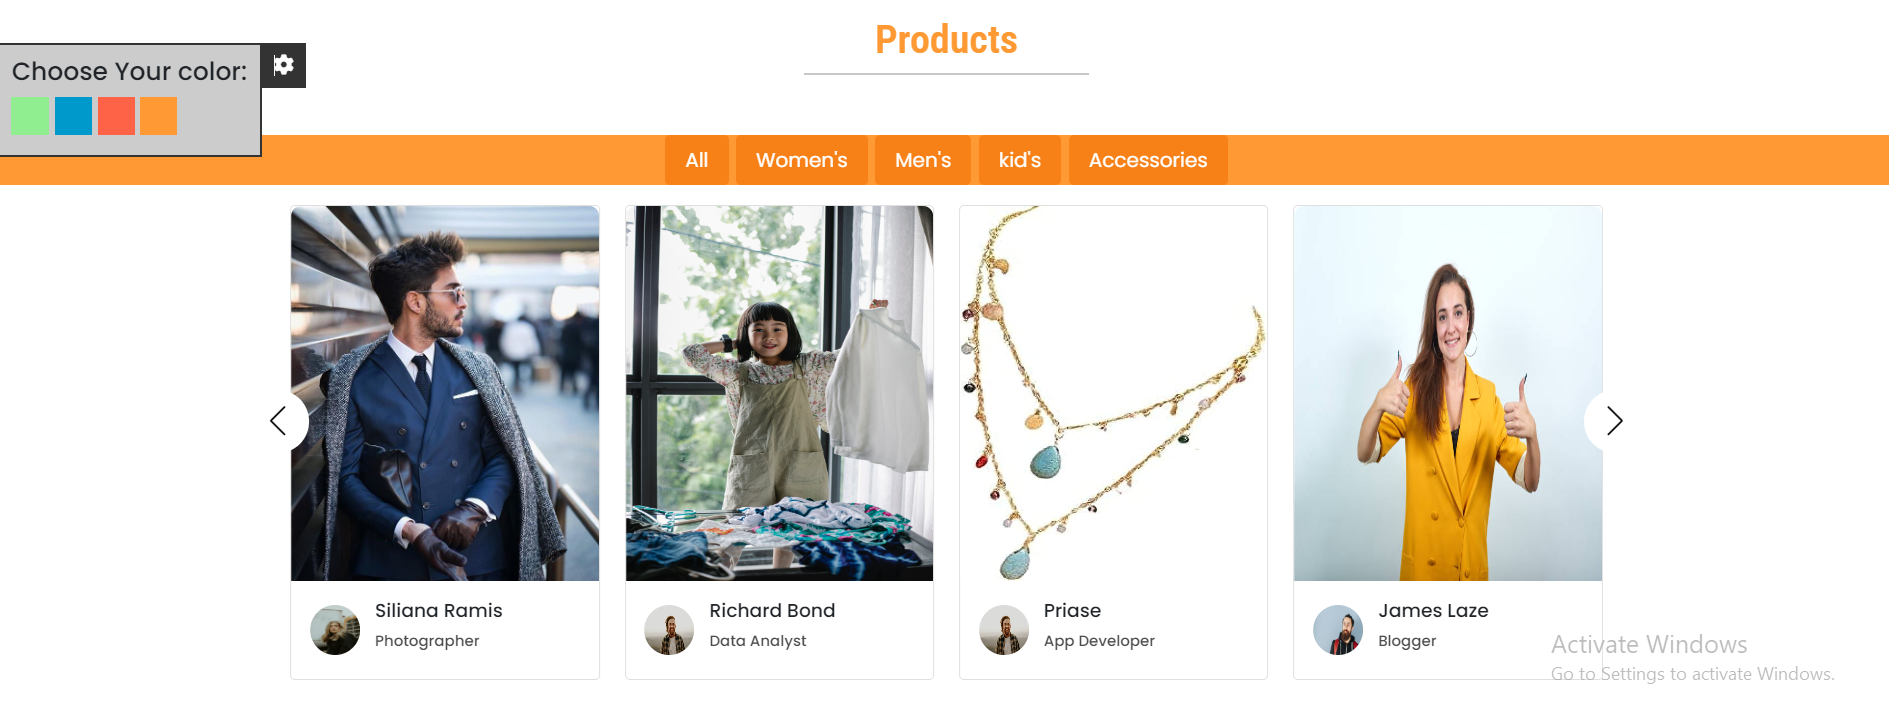 Products
Choose Your color:
All
Women's
Men's
kid's
Accessories
Siliana Ramis
Photographer
Richard Bond
Data Analyst
Priase
App Developer
James Laze
Blogger
Activate Windows
Go to Settings to activate Windows.